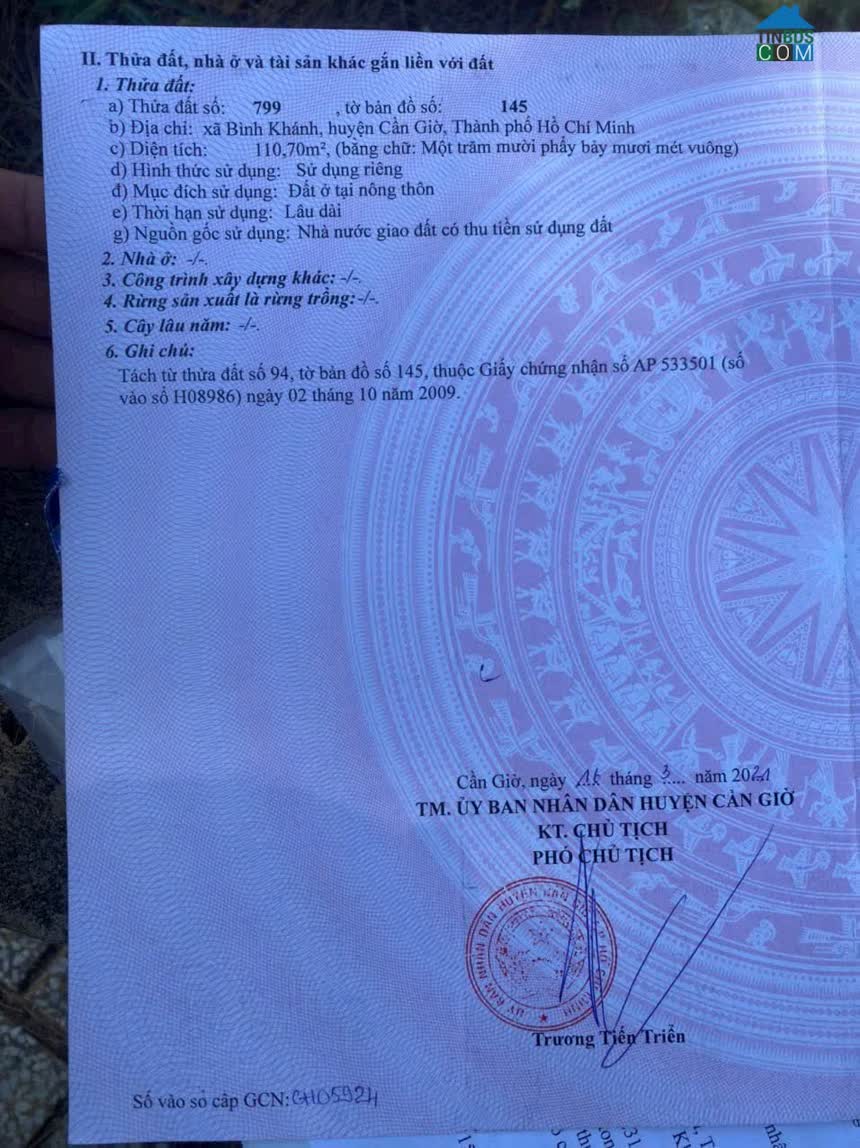 TINBDS
COM
II. Thửa đất, nhà ở và tài sản khác gắn liền với đất
1. Thửa đất:
a) Thửa đất số: 799 , tờ bản đồ số: 145
b) Địa chỉ: xã Bình Khánh, huyện Cần Giờ, Thành phố Hồ Chí Minh
c) Diện tích: 110,70m², (bằng chữ: Một trăm mười phẩy bảy mươi mét vuông)
d) Hình thức sử dụng: Sử dụng riêng
đ) Mục đích sử dụng: Đất ở tại nông thôn
e) Thời hạn sử dụng: Lâu dài
g) Nguồn gốc sử dụng: Nhà nước giao đất có thu tiền sử dụng đất
2. Nhà ở: -/-.
3. Công trình xây dựng khác: -/-.
4. Rừng sản xuất là rừng trồng: -/-.
5. Cây lâu năm: -/-.
6. Ghi chú:
Tách từ thửa đất số 94, tờ bản đồ số 145, thuộc Giấy chứng nhận số AP 533501 (số
vào sổ H08986) ngày 02 tháng 10 năm 2009.
Cần Giờ, ngày tháng 3... năm 2021
TM. ỦY BAN NHÂN DÂN HUYỆN CẦN GIỜ
KT. CHỦ TỊCH
PHÓ CHỦ TỊCH
Trương Tiến Triển
Số vào sổ cấp GCN: CH05924